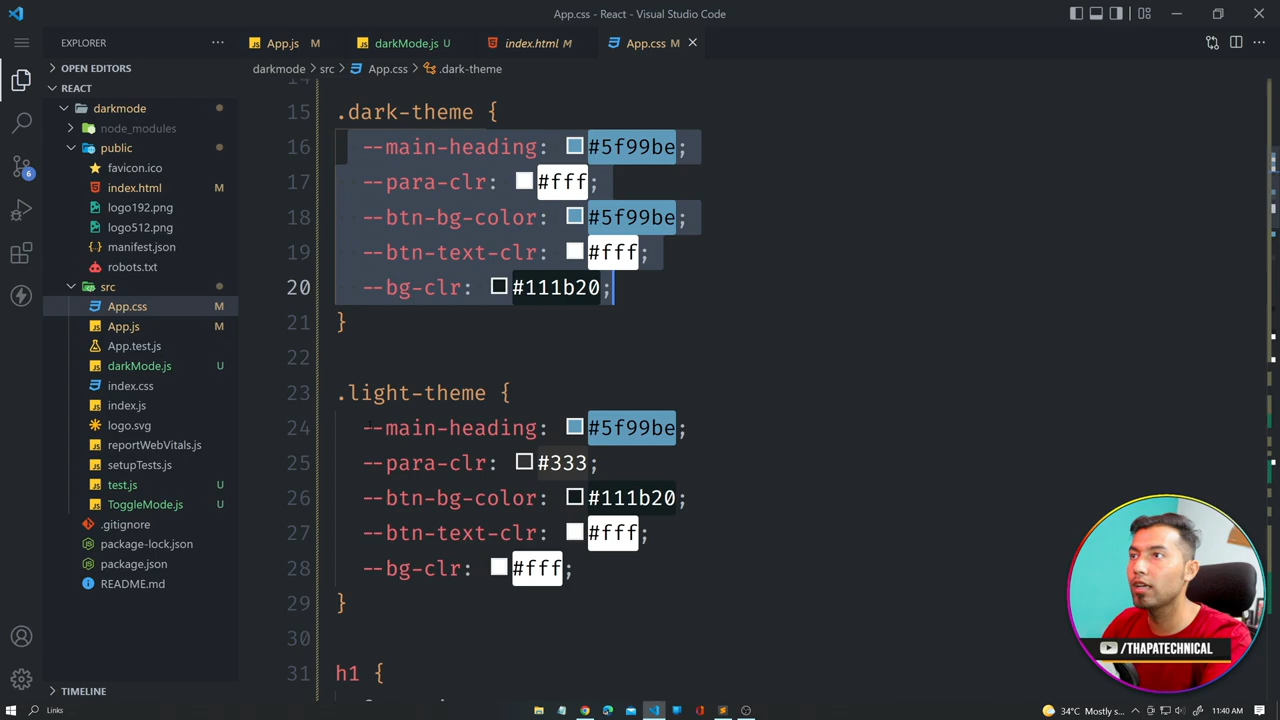 App.css - React - Visual Studio Code
EXPLORER
App.js M
darkMode.js U
index.html M
App.css M
OPEN EDITORS
darkmode > src > App.css > .dark-theme
REACT
darkmode
node_modules
public
favicon.ico
index.html M
logo192.png
logo512.png
manifest.json
robots.txt
src
App.css M
App.js M
App.test.js
darkMode.js U
index.css
index.js
logo.svg
reportWebVitals.js
setupTests.js
test.js U
ToggleMode.js U
.gitignore
package-lock.json
package.json
README.md
TIMELINE
6
15 .dark-theme {
16 --main-heading: #5f99be;
17 --para-clr: #fff;
18 --btn-bg-color: #5f99be;
19 --btn-text-clr: #fff;
20 --bg-clr: #111b20;
21 }
22
23 .light-theme {
24 --main-heading: #5f99be;
25 --para-clr: #333;
26 --btn-bg-color: #111b20;
27 --btn-text-clr: #fff;
28 --bg-clr: #fff;
29 }
30
31 h1 {
/THAPATECHNICAL
Links
34°C Mostly s...
11:40 AM